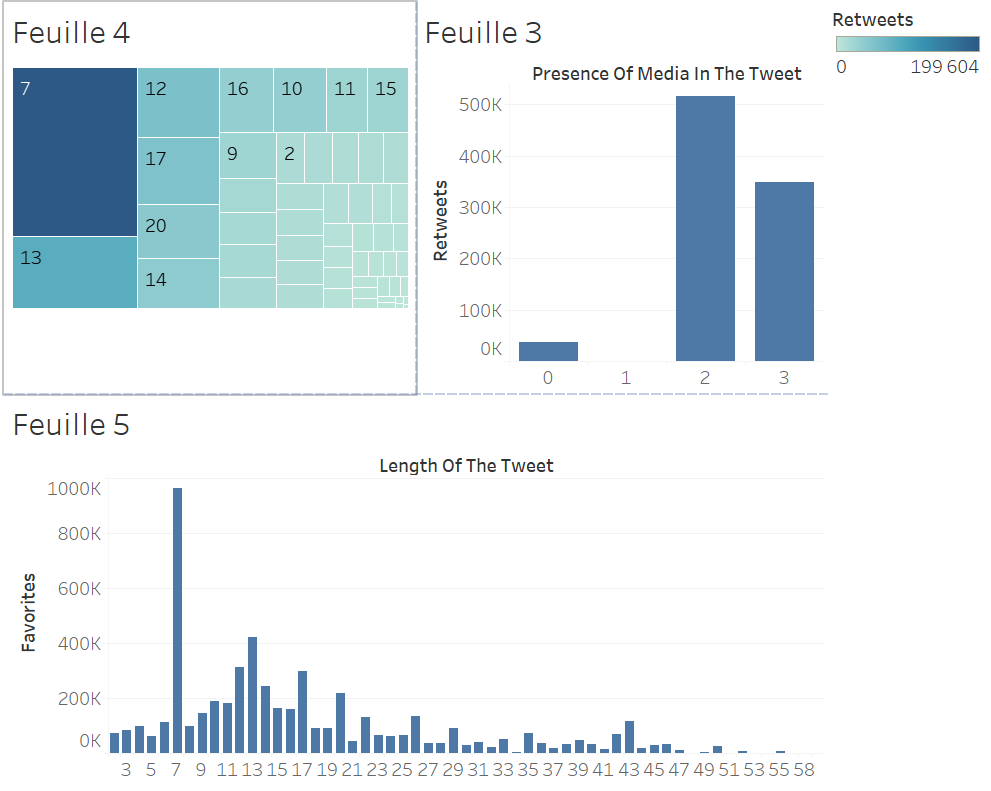 Feuille 4
7
12
16
10
11
15
17
9
2
20
13
14
Feuille 3
Presence Of Media In The Tweet
500K
400K
300K
200K
100K
0K
Retweets
0 1 2 3
Retweets
0 199 604
Feuille 5
Length Of The Tweet
1000K
800K
600K
400K
200K
0K
Favorites
3 5 7 9 11 13 15 17 19 21 23 25 27 29 31 33 35 37 39 41 43 45 47 49 51 53 55 58